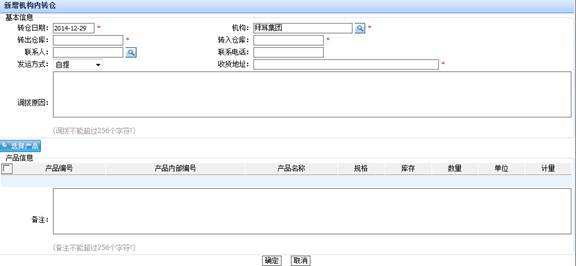 新增机构内转仓
基本信息
转仓日期: 2014-12-29 * 机构: 拜耳集团 *
转出仓库: * 转入仓库: *
联系人: 联系电话:
发运方式: 自提 收货地址: *
调拨原因:
(调拨不能超过256个字符!)
选择产品
产品信息
产品编号 产品内部编号 产品名称 规格 库存 数量 单位 计量
备注:
(备注不能超过256个字符!)
确定 取消